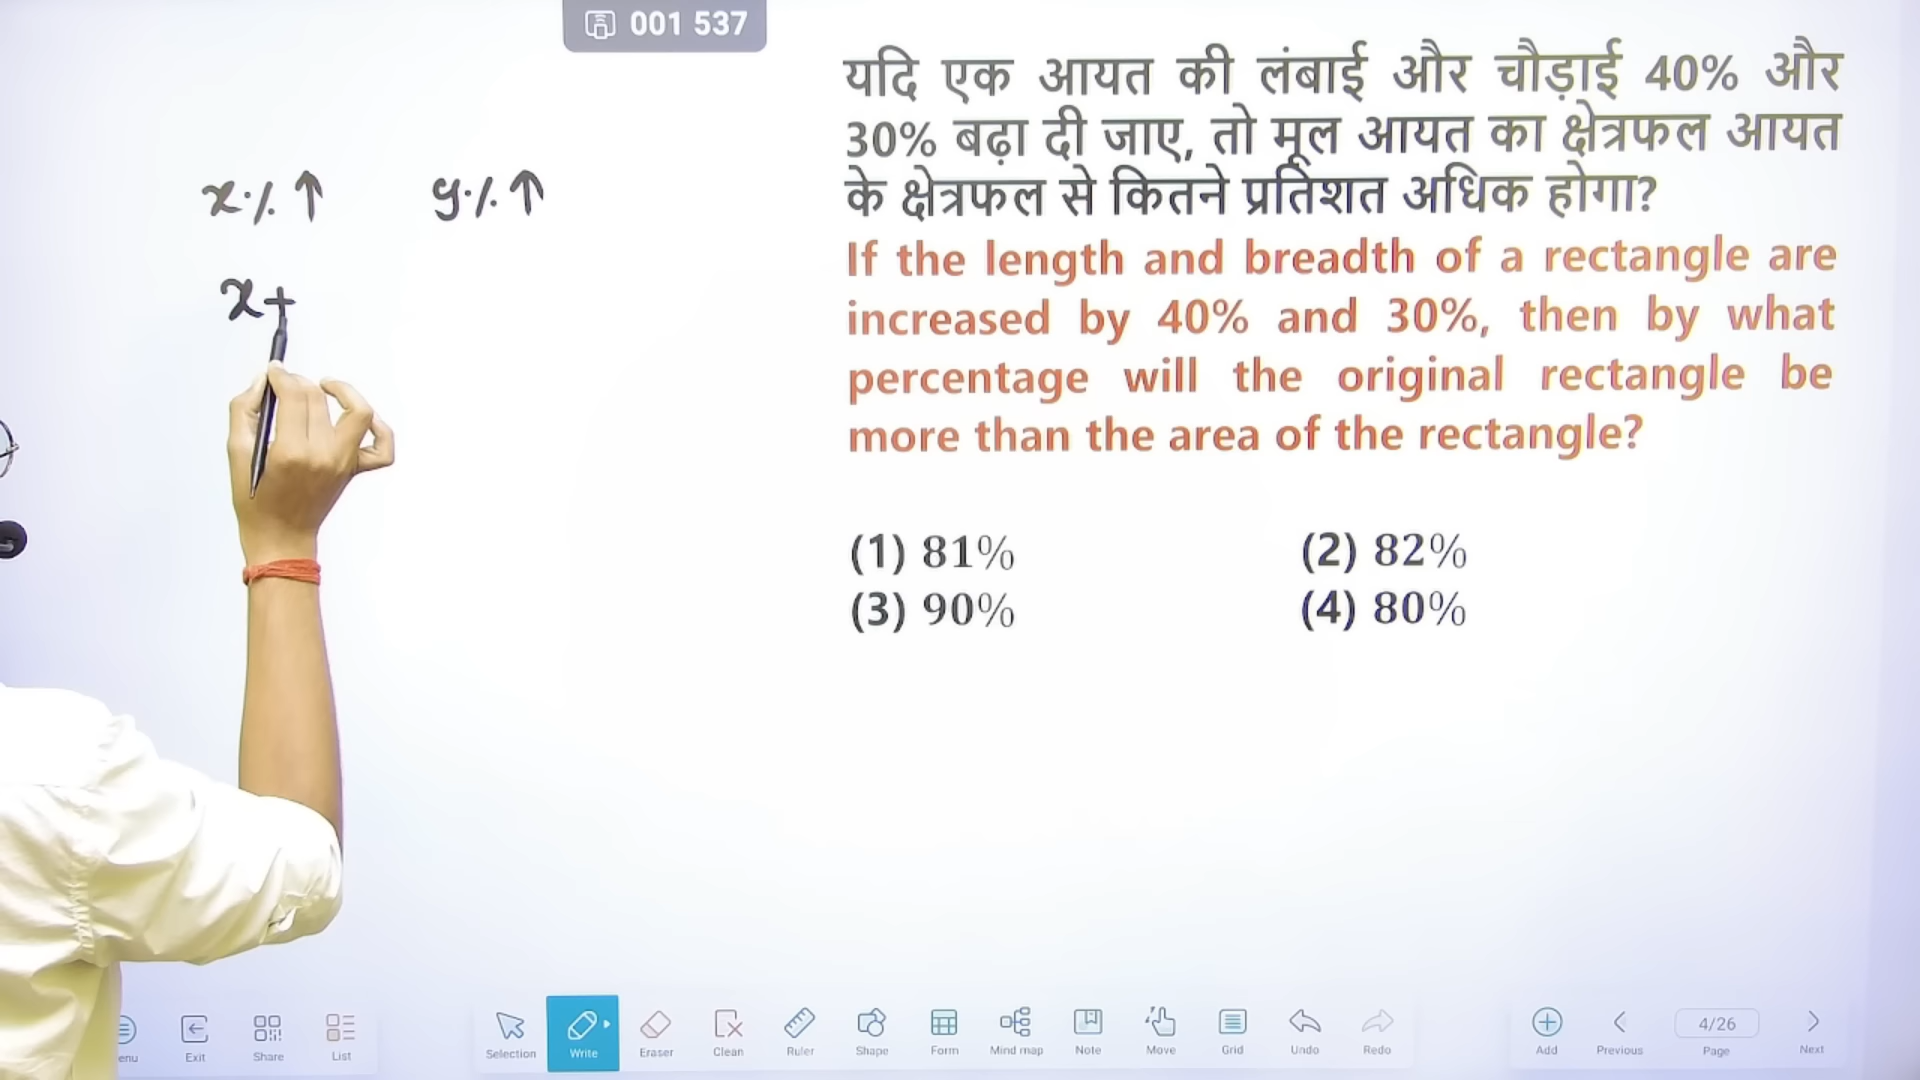 001 537
यदि एक आयत की लंबाई और चौड़ाई 40% और
30% बढ़ा दी जाए, तो मूल आयत का क्षेत्रफल आयत
के क्षेत्रफल से कितने प्रतिशत अधिक होगा?
If the length and breadth of a rectangle are
increased by 40% and 30%, then by what
percentage will the original rectangle be
more than the area of the rectangle?
(1) 81% (2) 82%
(3) 90% (4) 80%
x% ↑ y% ↑
x+
enu Exit Share List Selection Write Eraser Clean Ruler Shape Form Mind map Note Move Grid Undo Redo Add Previous 4/26 Page Next